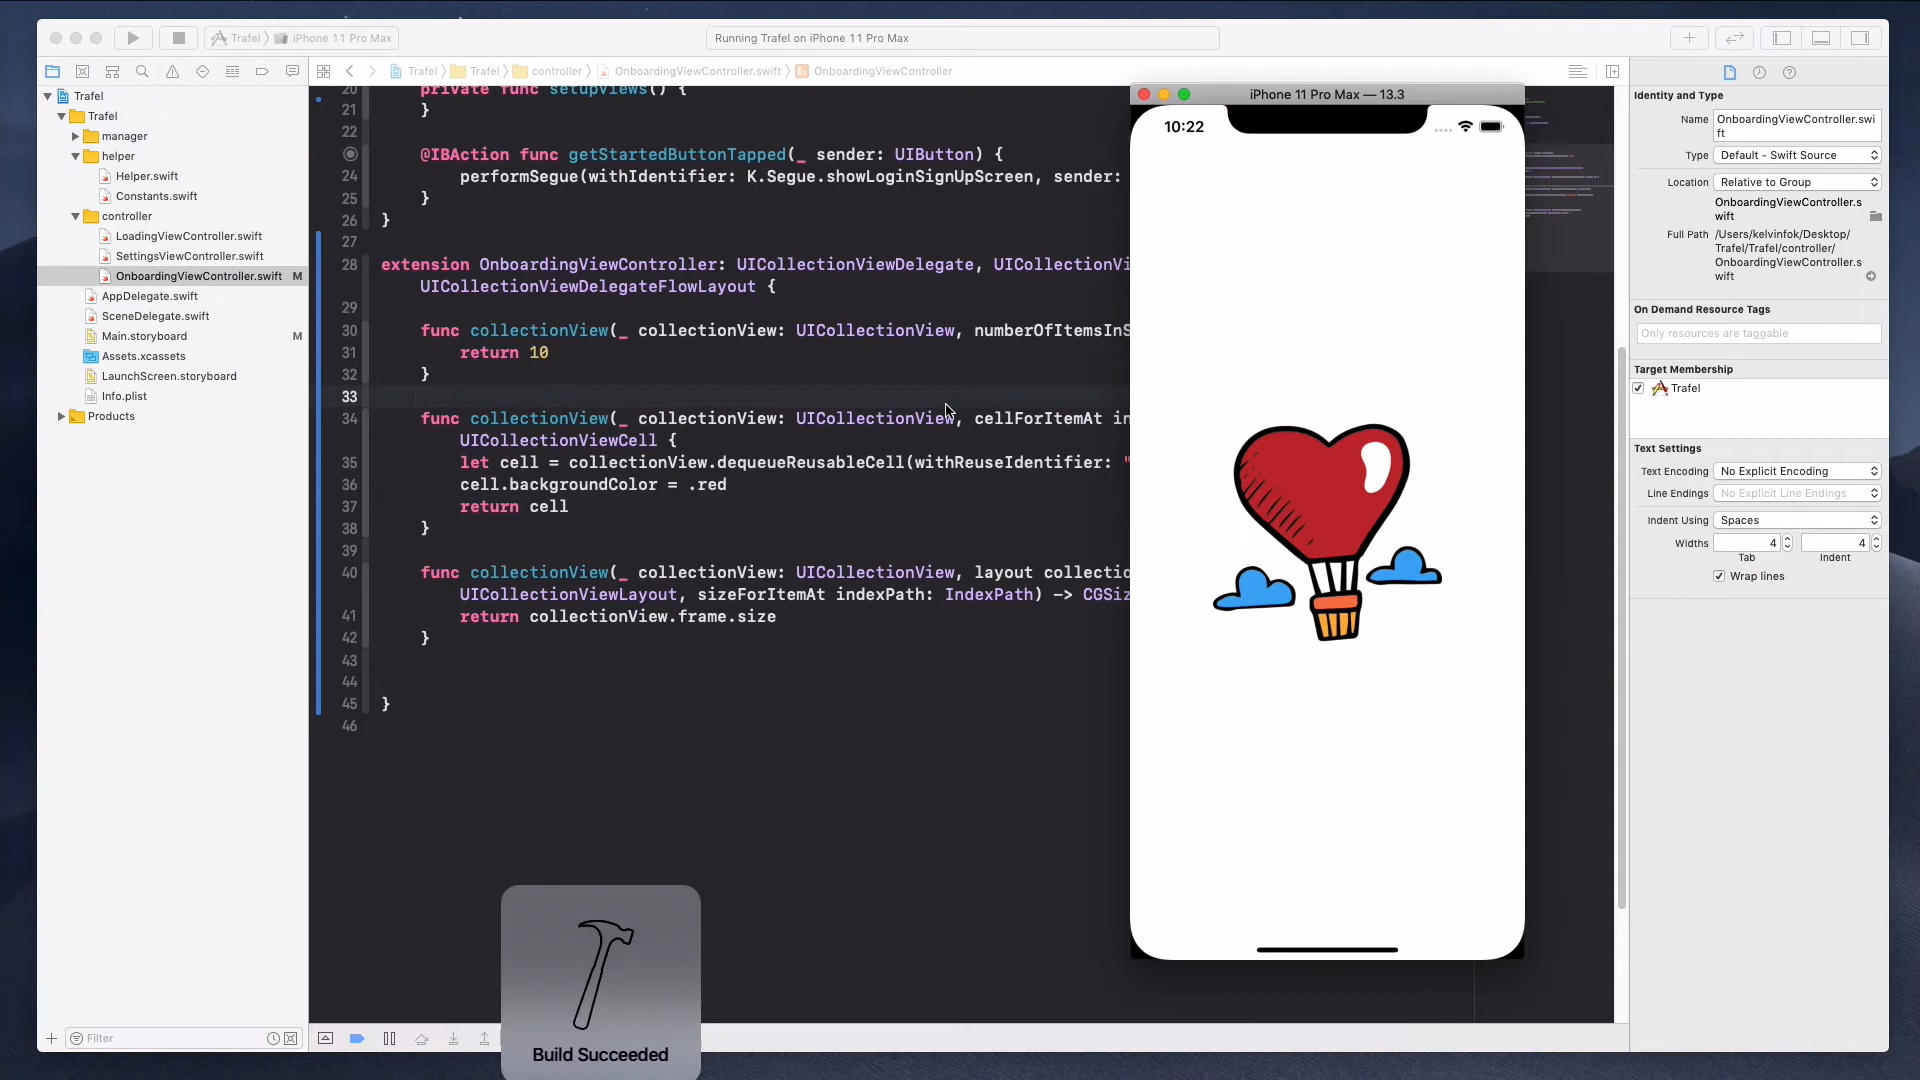 Trafel
iPhone 11 Pro Max
Running Trafel on iPhone 11 Pro Max
Trafel
Trafel
controller
OnboardingViewController.swift
OnboardingViewController
Trafel
Trafel
manager
helper
Helper.swift
Constants.swift
controller
LoadingViewController.swift
SettingsViewController.swift
OnboardingViewController.swift M
AppDelegate.swift
SceneDelegate.swift
Main.storyboard M
Assets.xcassets
LaunchScreen.storyboard
Info.plist
Products
Filter
20 private func setupViews() {
21 }
22
@IBAction func getStartedButtonTapped(_ sender: UIButton) {
24 performSegue(withIdentifier: K.Segue.showLoginSignUpScreen, sender:
25 }
26 }
27
28 extension OnboardingViewController: UICollectionViewDelegate, UICollectionVi
UICollectionViewDelegateFlowLayout {
29
30 func collectionView(_ collectionView: UICollectionView, numberOfItemsInS
31 return 10
32 }
33
34 func collectionView(_ collectionView: UICollectionView, cellForItemAt in
UICollectionViewCell {
35 let cell = collectionView.dequeueReusableCell(withReuseIdentifier: "
36 cell.backgroundColor = .red
37 return cell
38 }
39
40 func collectionView(_ collectionView: UICollectionView, layout collectio
UICollectionViewLayout, sizeForItemAt indexPath: IndexPath) -> CGSiz
41 return collectionView.frame.size
42 }
43
44
45 }
46
Build Succeeded
iPhone 11 Pro Max — 13.3
10:22
Identity and Type
Name OnboardingViewController.swi
ft
Type Default - Swift Source
Location Relative to Group
OnboardingViewController.s
wift
Full Path /Users/kelvinfok/Desktop/
Trafel/Trafel/controller/
OnboardingViewController.s
wift
On Demand Resource Tags
Only resources are taggable
Target Membership
Trafel
Text Settings
Text Encoding No Explicit Encoding
Line Endings No Explicit Line Endings
Indent Using Spaces
Widths 4 4
Tab Indent
Wrap lines